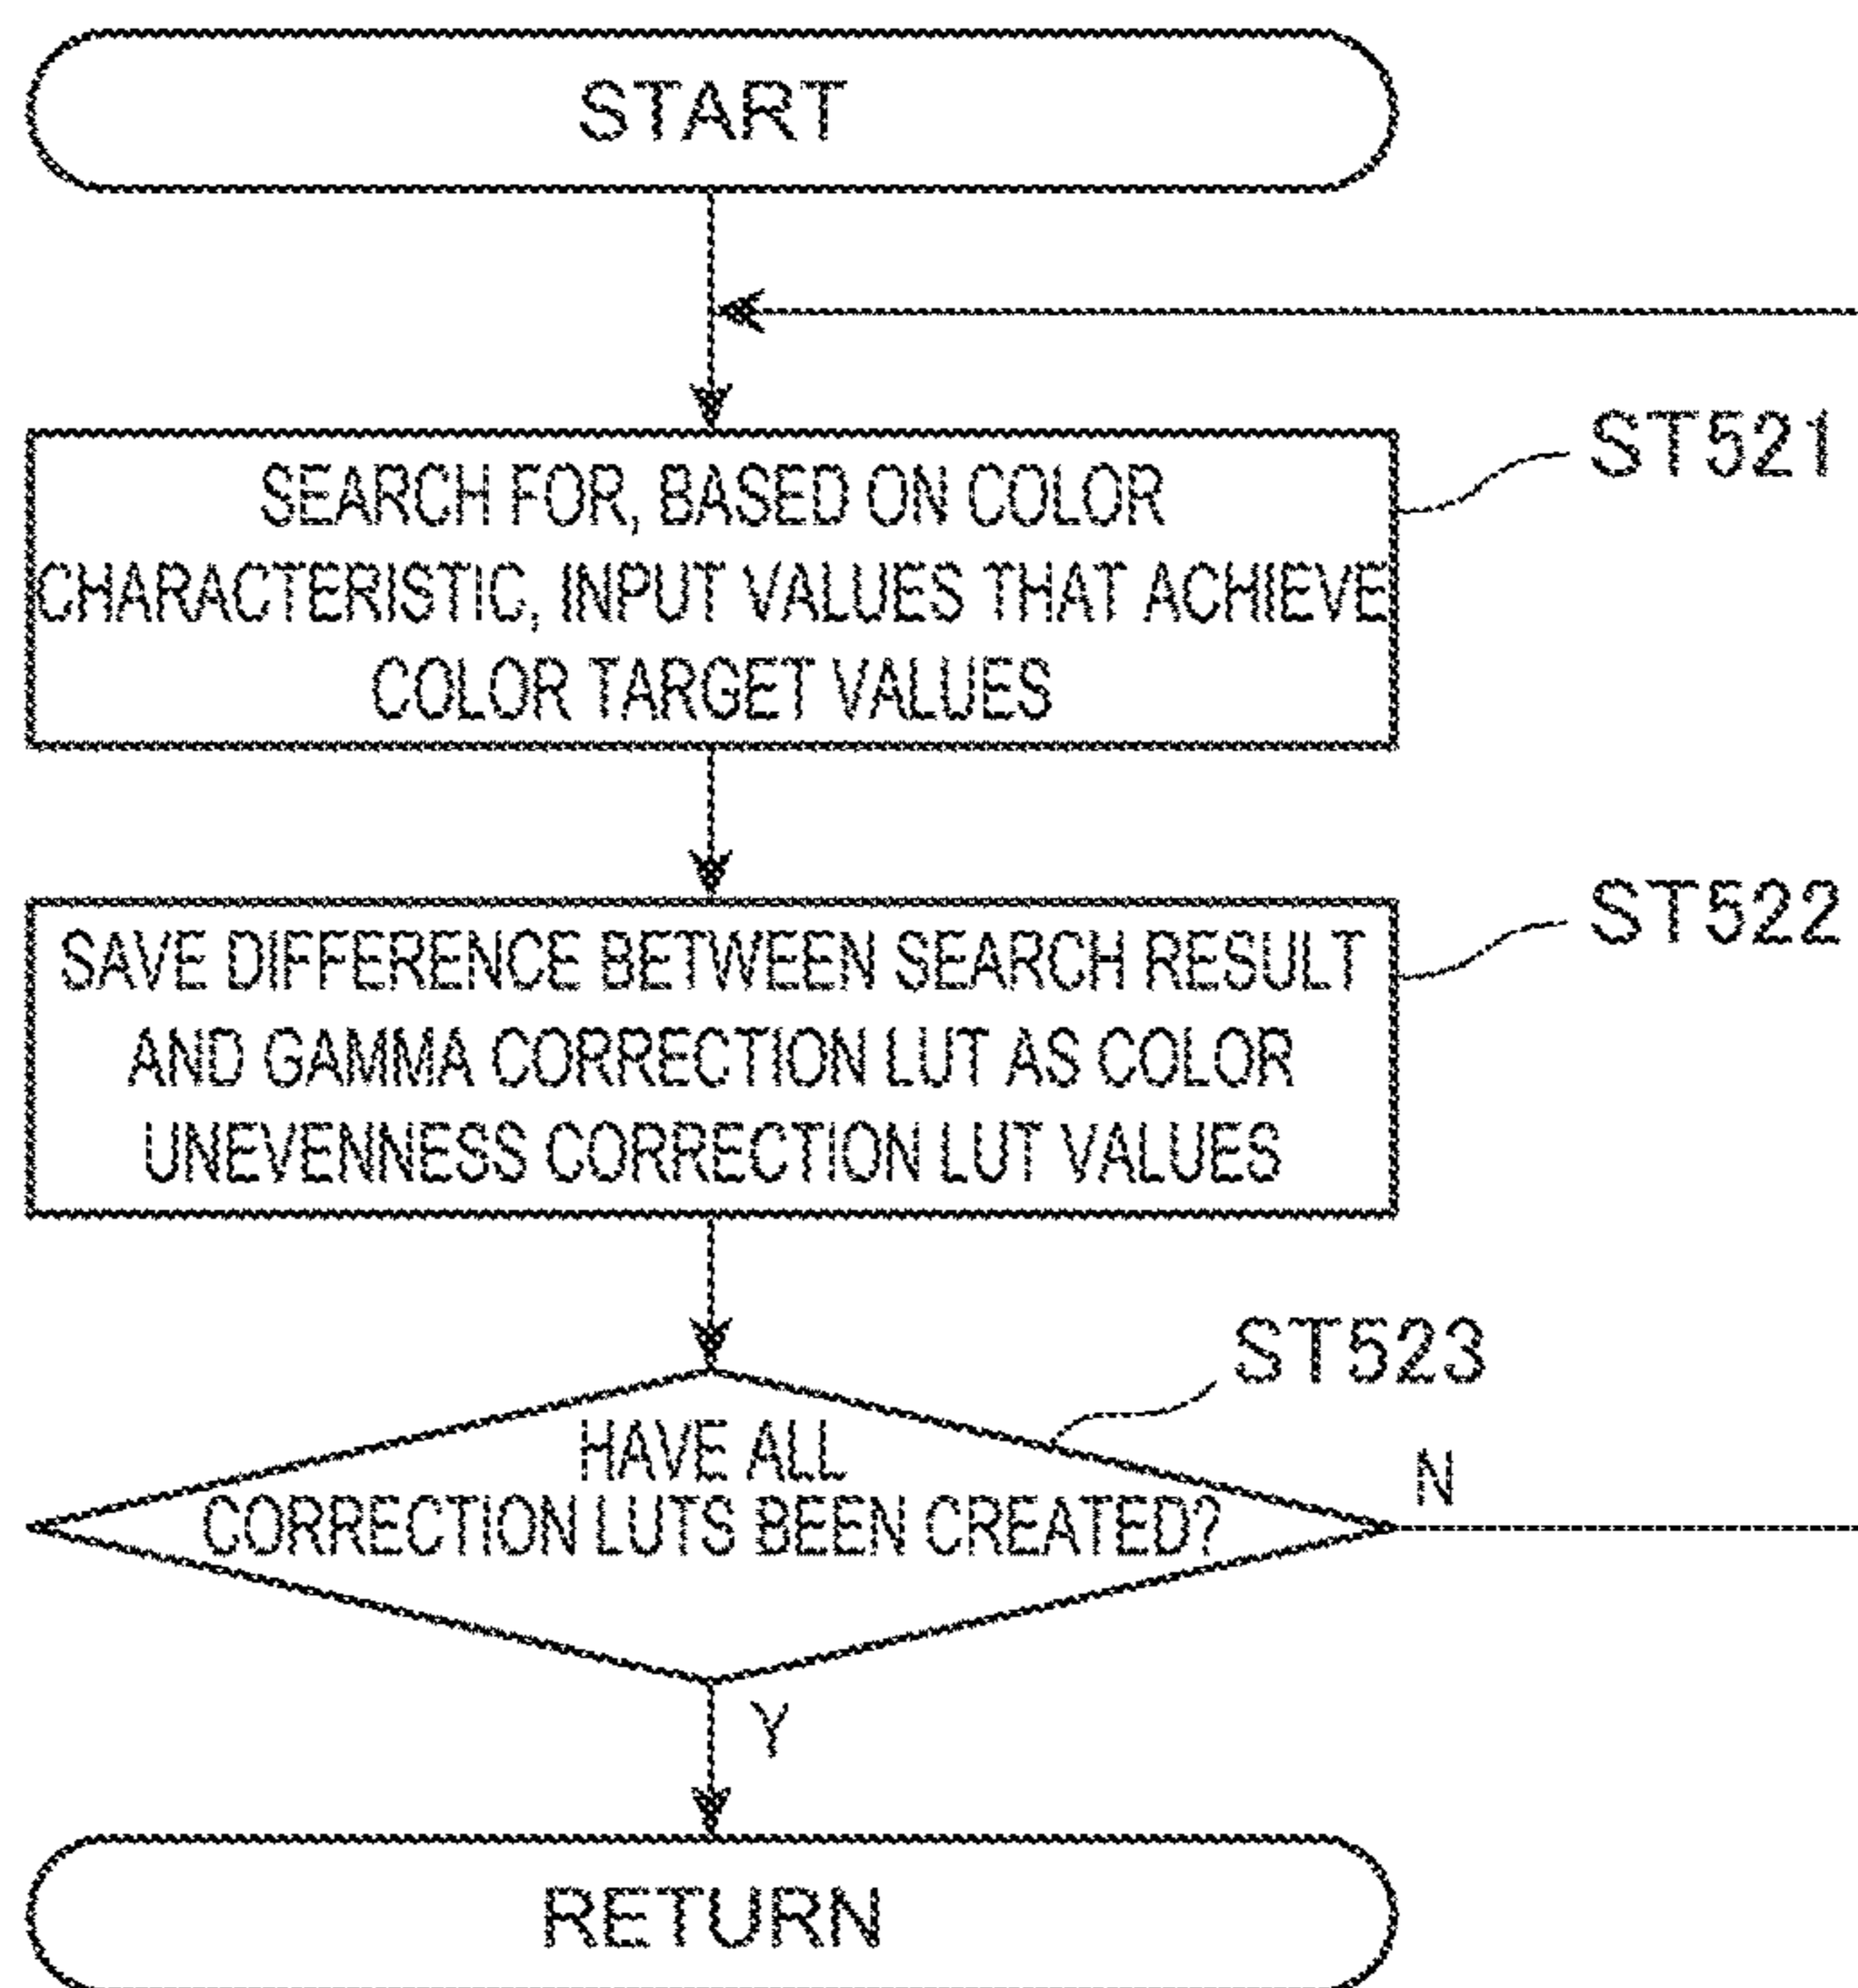 START
SEARCH FOR, BASED ON COLOR
CHARACTERISTIC, INPUT VALUES THAT ACHIEVE
COLOR TARGET VALUES
ST521
SAVE DIFFERENCE BETWEEN SEARCH RESULT
AND GAMMA CORRECTION LUT AS COLOR
UNEVENNESS CORRECTION LUT VALUES
ST522
HAVE ALL
CORRECTION LUTS BEEN CREATED?
ST523
N
Y
RETURN